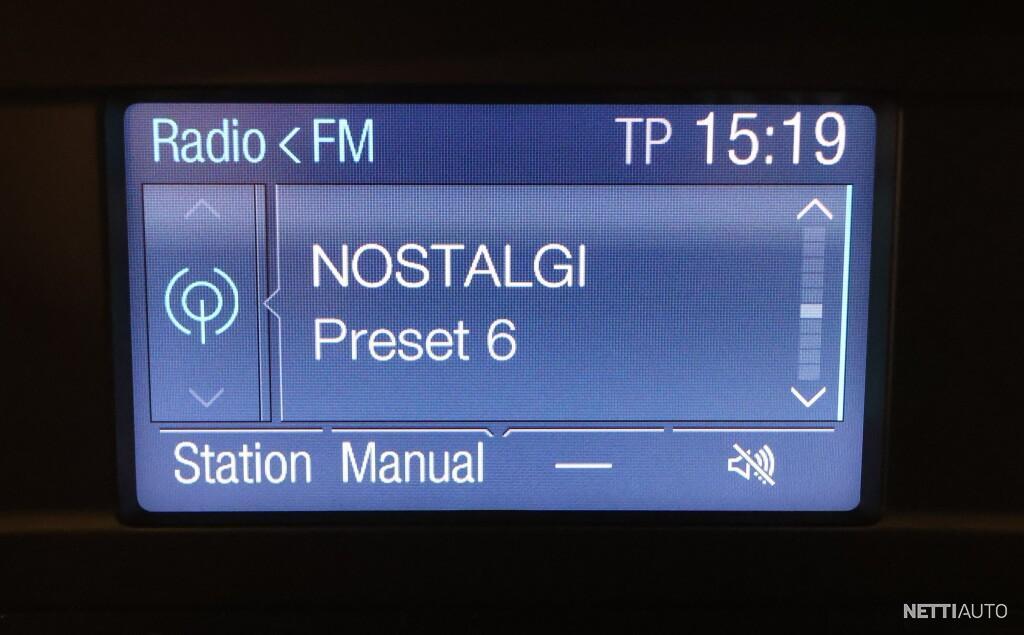 Radio < FM TP 15:19
NOSTALGI
Preset 6
Station Manual —
NETTIAUTO